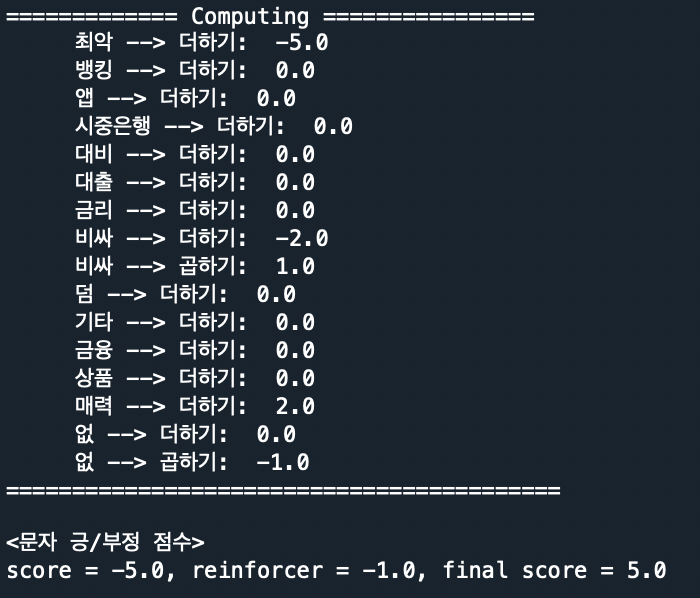 ============= Computing ================
최악 --> 더하기:  -5.0
뱅킹 --> 더하기:  0.0
앱 --> 더하기:  0.0
시중은행 --> 더하기:  0.0
대비 --> 더하기:  0.0
대출 --> 더하기:  0.0
금리 --> 더하기:  0.0
비싸 --> 더하기:  -2.0
비싸 --> 곱하기:  1.0
덤 --> 더하기:  0.0
기타 --> 더하기:  0.0
금융 --> 더하기:  0.0
상품 --> 더하기:  0.0
매력 --> 더하기:  2.0
없 --> 더하기:  0.0
없 --> 곱하기:  -1.0
==========================================
<문자 긍/부정 점수>
score = -5.0, reinforcer = -1.0, final score = 5.0